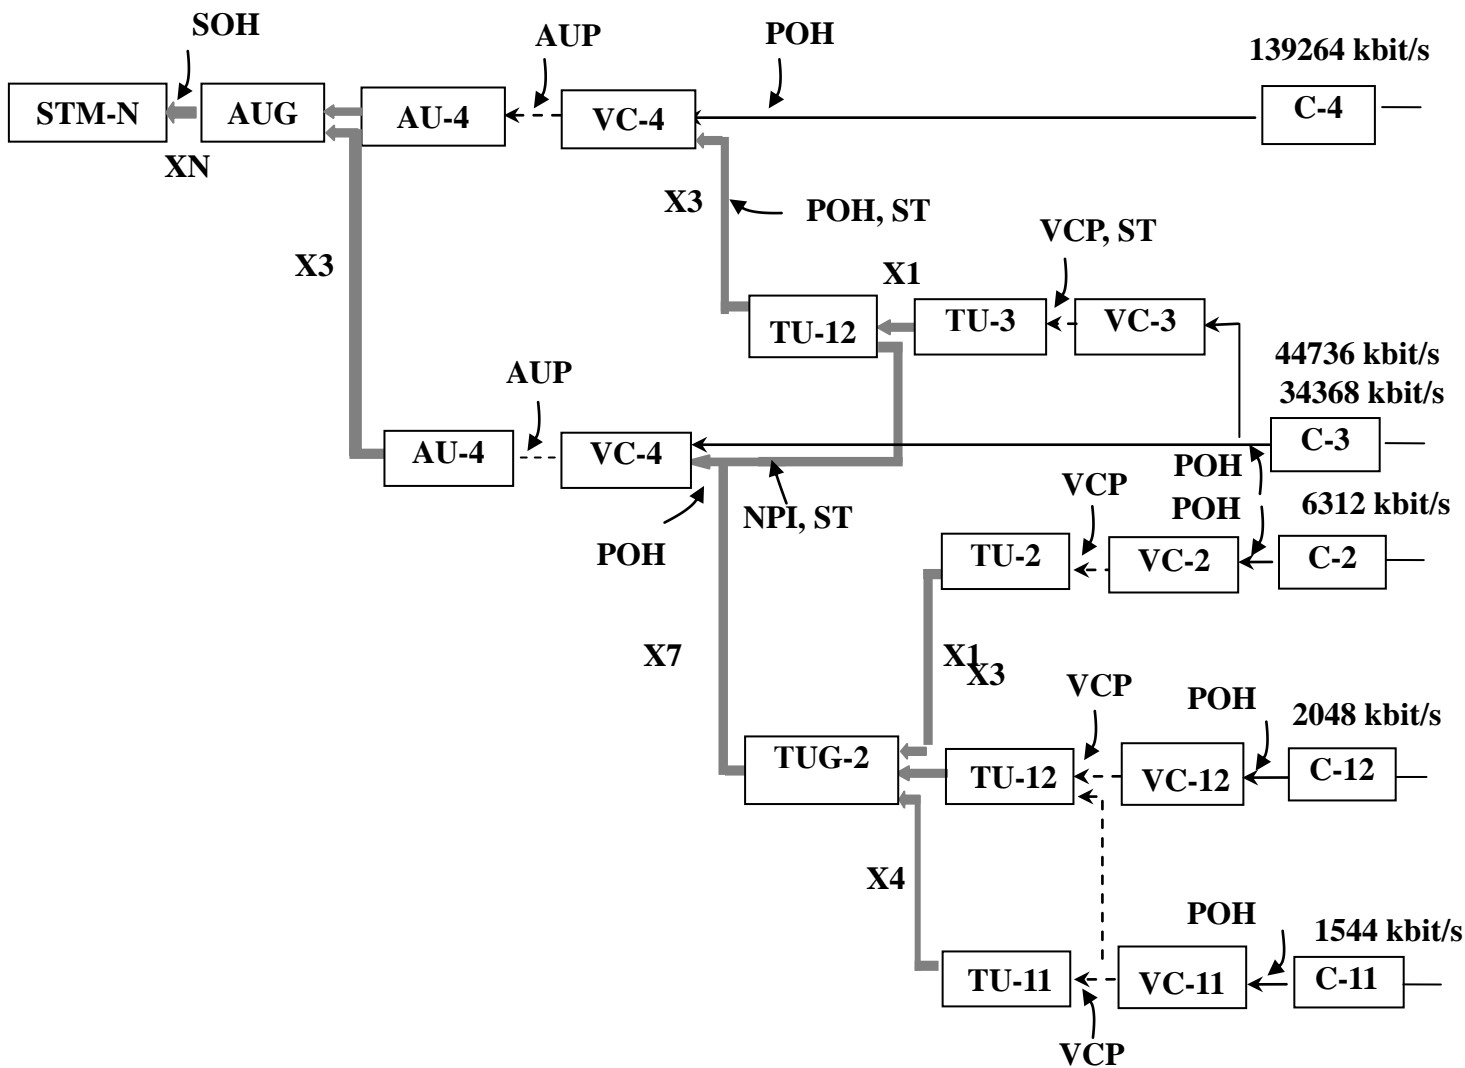 SOH
AUP
POH
139264 kbit/s
STM-N
AUG
AU-4
VC-4
C-4
XN
X3
POH, ST
VCP, ST
X3
X1
TU-12
TU-3
VC-3
44736 kbit/s
34368 kbit/s
AUP
AU-4
VC-4
C-3
POH
VCP
NPI, ST
POH
6312 kbit/s
POH
TU-2
VC-2
C-2
X7
X1
X3
VCP
POH
2048 kbit/s
TUG-2
TU-12
VC-12
C-12
X4
POH
1544 kbit/s
TU-11
VC-11
C-11
VCP